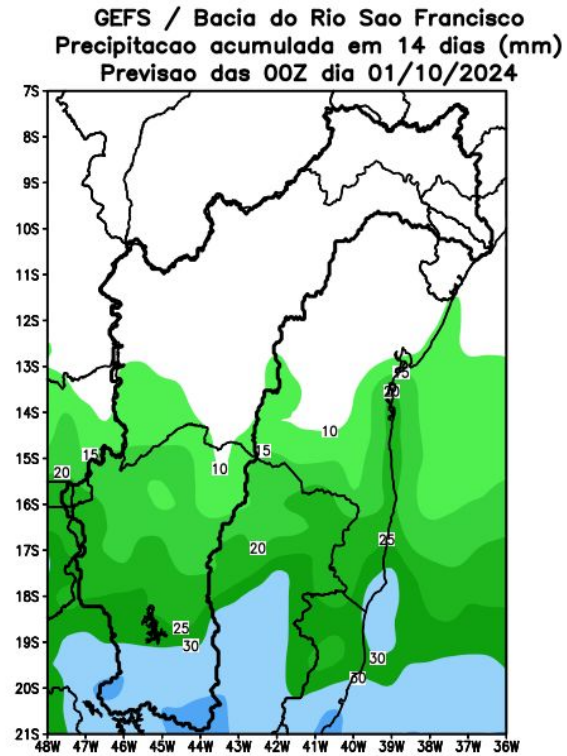 GEFS / Bacia do Rio Sao Francisco
Precipitacao acumulada em 14 dias (mm)
Previsao das 00Z dia 01/10/2024
7S
8S
9S
10S
11S
12S
13S
15
14S
20
10
15S
15
15
10
20
16S
17S
20
25
18S
25
19S
30
30
20S
30
21S
48W 47W 46W 45W 44W 43W 42W 41W 40W 39W 38W 37W 36W